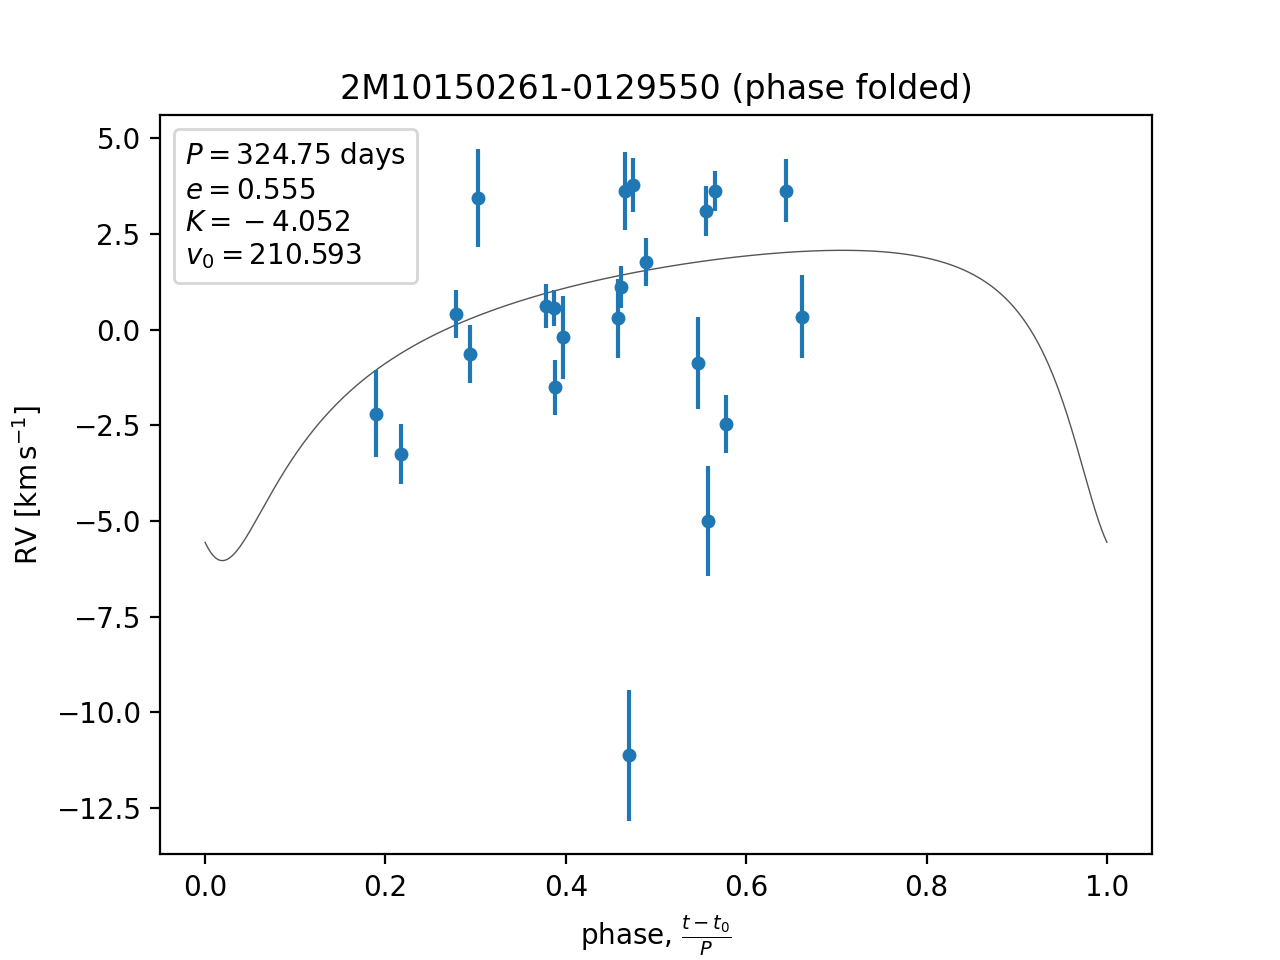 2M10150261-0129550 (phase folded)
P = 324.75 days
e = 0.555
K = −4.052
v₀ = 210.593
RV [km s⁻¹]
5.0
2.5
0.0
−2.5
−5.0
−7.5
−10.0
−12.5
0.0 0.2 0.4 0.6 0.8 1.0
phase, (t − t₀)/P